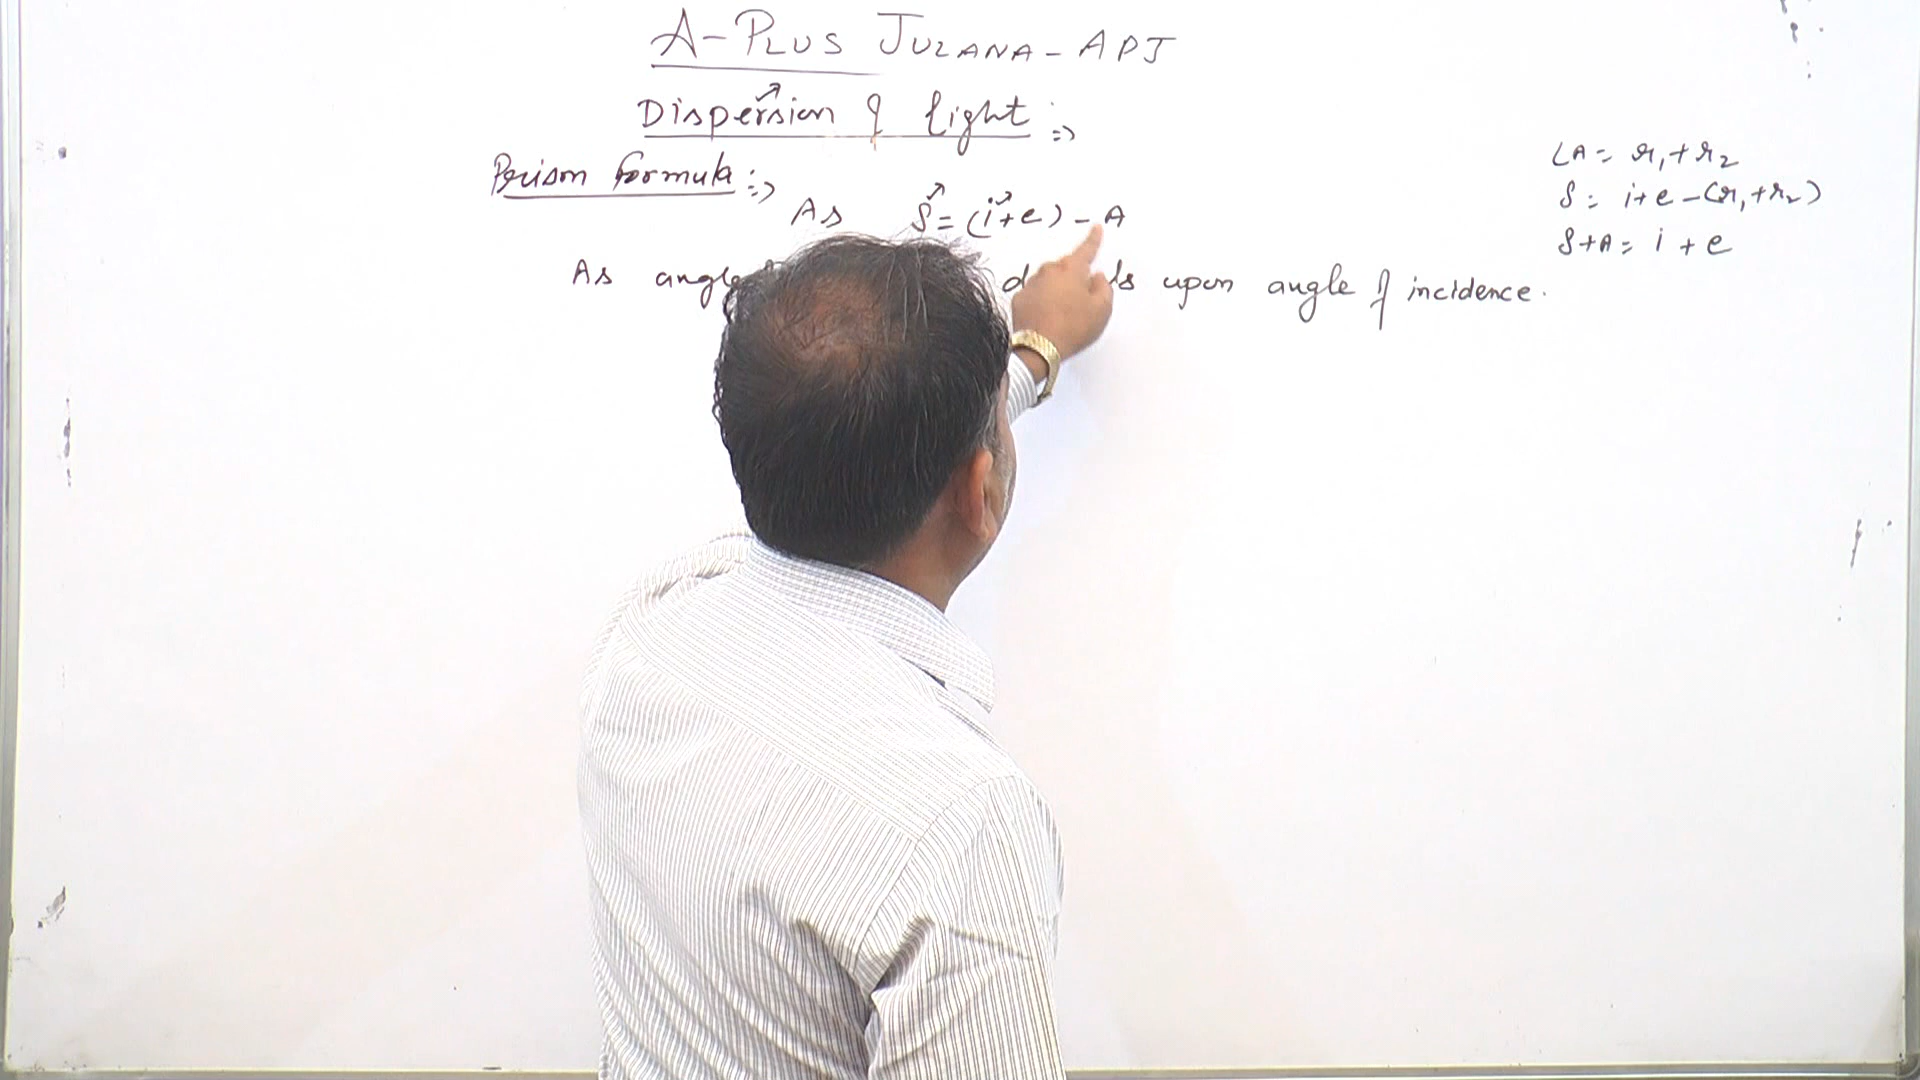 A-PLUS JULANA-APJ
Dispersion of light :=>
Prism formula :=>
As δ = (i+e) - A
As angle upon angle of incidence.
∠A = r₁+r₂
δ = i+e-(r₁+r₂)
δ+A = i+e